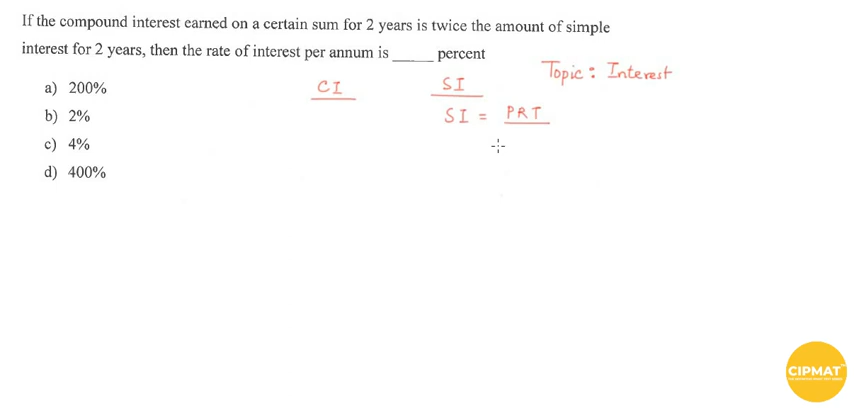 If the compound interest earned on a certain sum for 2 years is twice the amount of simple
interest for 2 years, then the rate of interest per annum is _____ percent
Topic : Interest
a) 200%
CI
SI
b) 2%
SI = PRT
c) 4%
d) 400%
CIPMAT